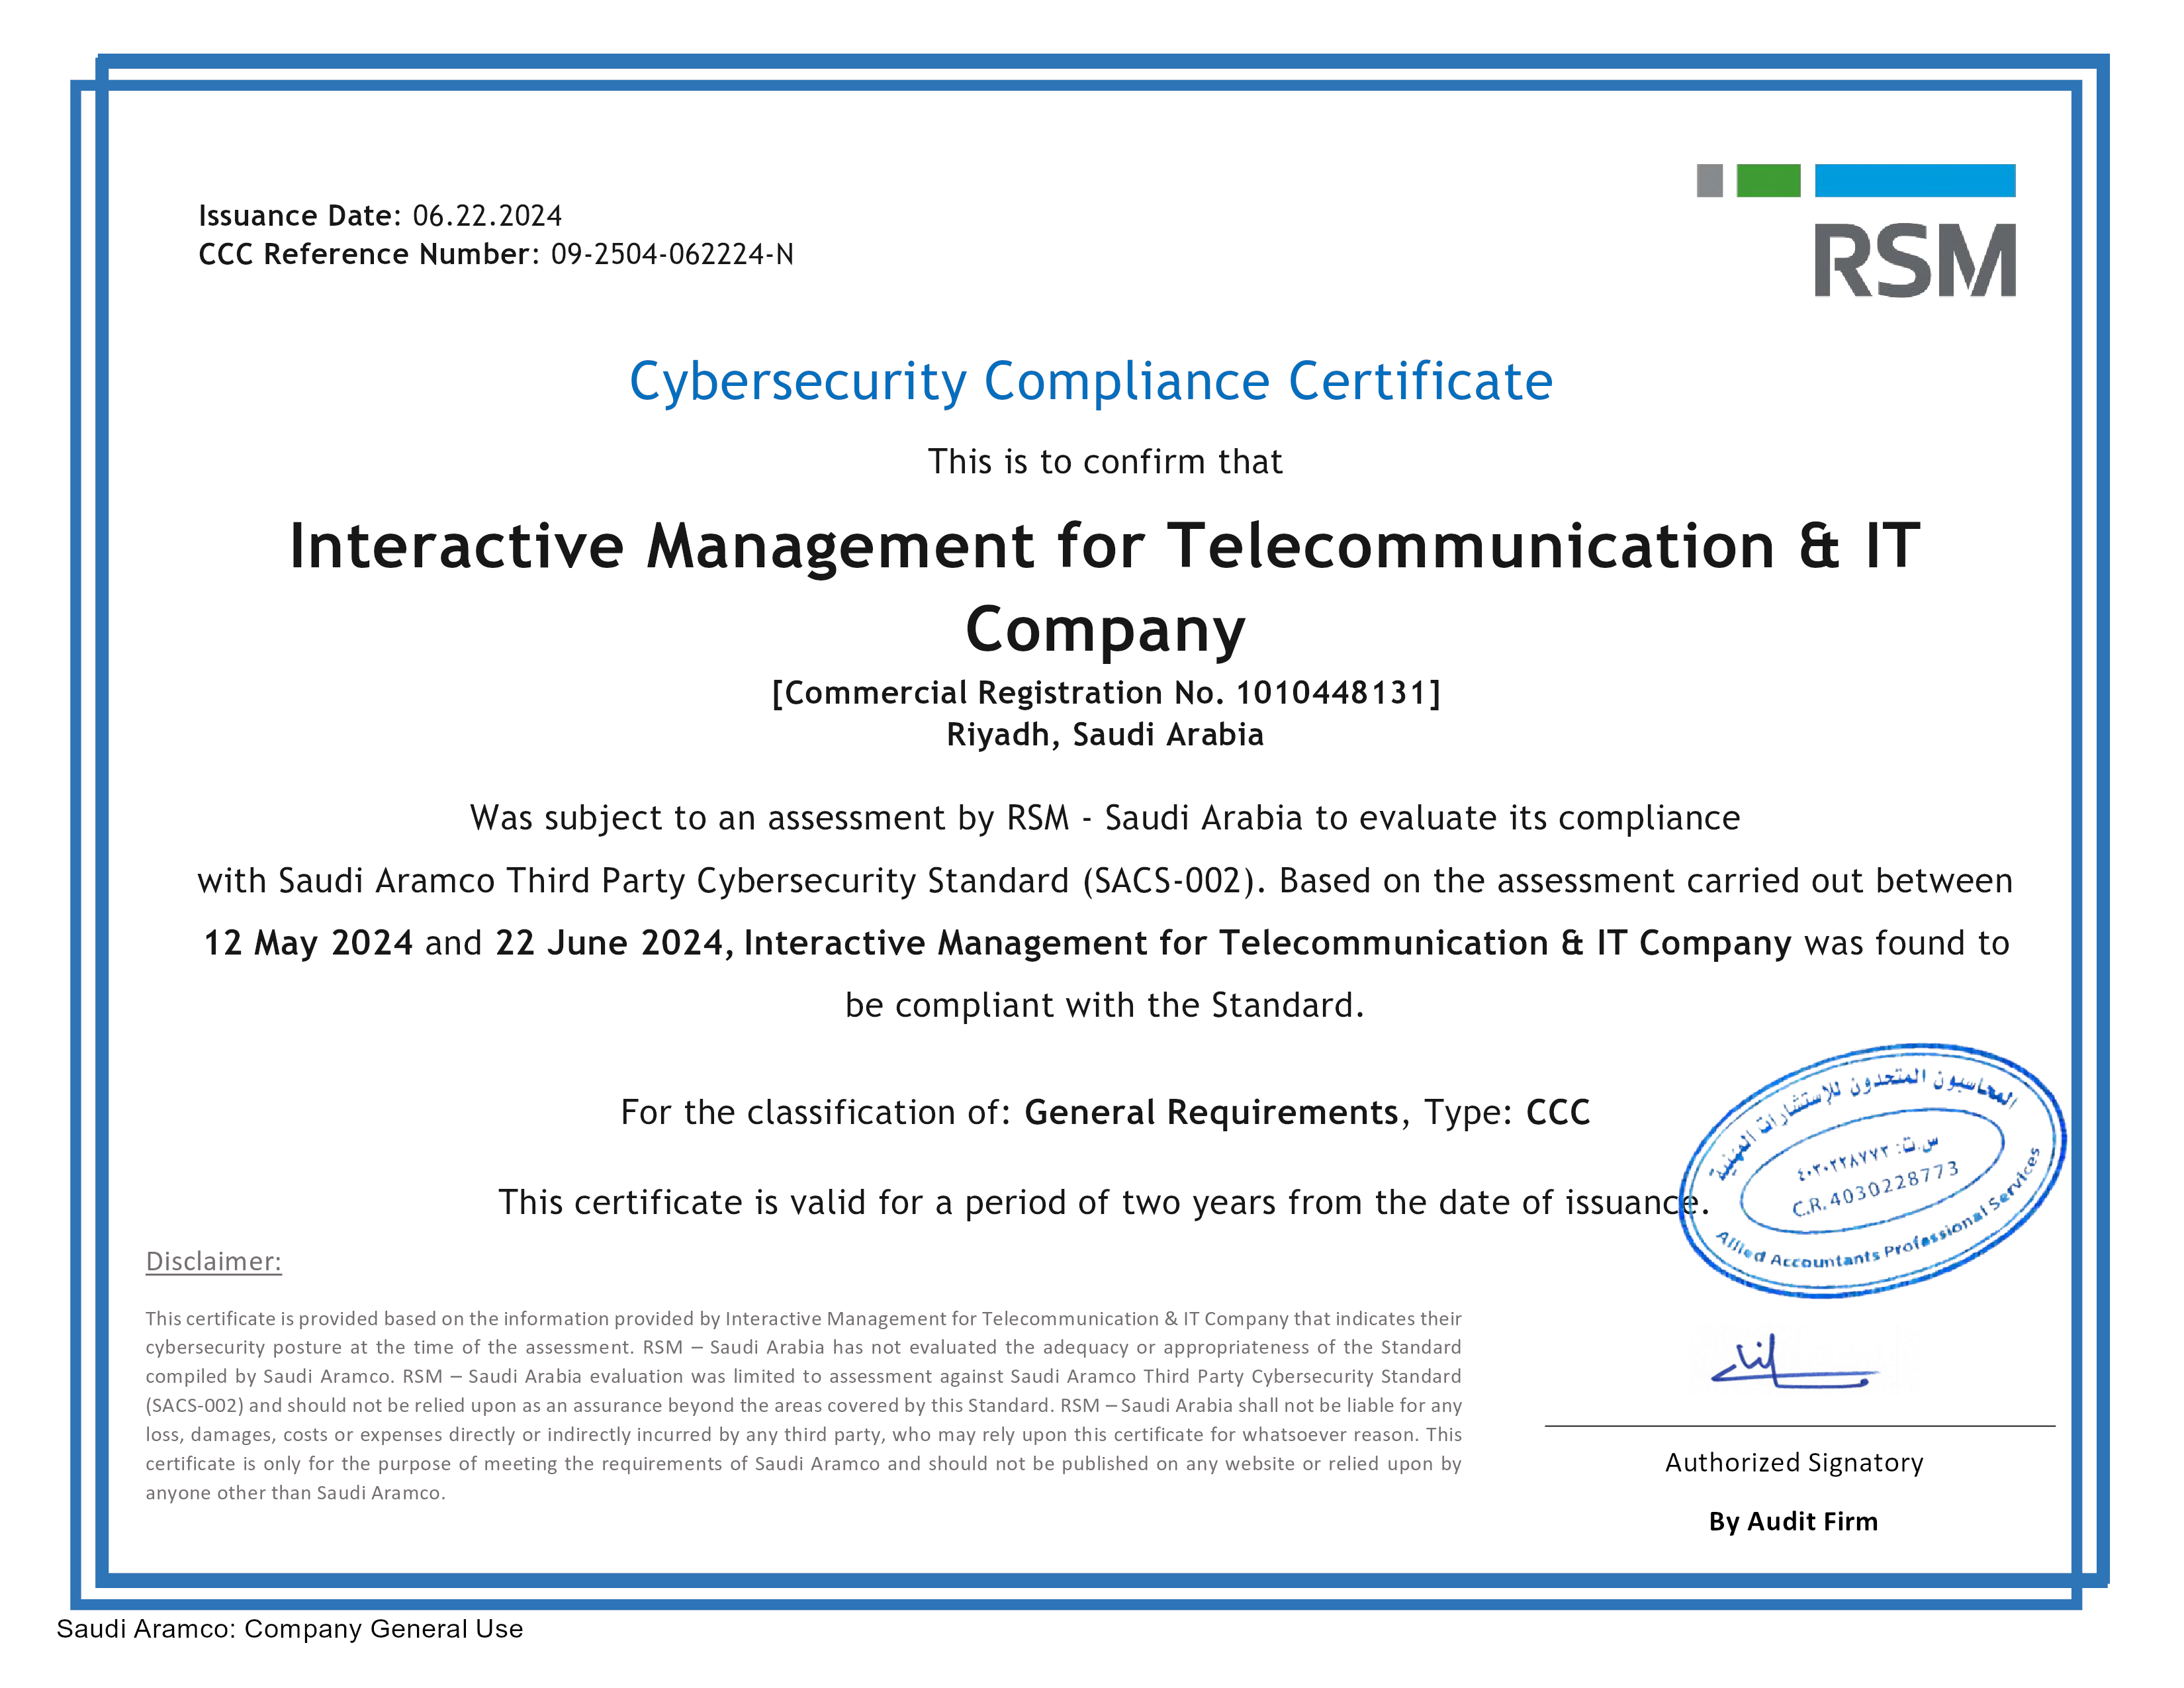 Issuance Date: 06.22.2024
CCC Reference Number: 09-2504-062224-N
RSM
Cybersecurity Compliance Certificate
This is to confirm that
Interactive Management for Telecommunication & IT
Company
[Commercial Registration No. 1010448131]
Riyadh, Saudi Arabia
Was subject to an assessment by RSM - Saudi Arabia to evaluate its compliance
with Saudi Aramco Third Party Cybersecurity Standard (SACS-002). Based on the assessment carried out between
12 May 2024 and 22 June 2024, Interactive Management for Telecommunication & IT Company was found to
be compliant with the Standard.
For the classification of: General Requirements, Type: CCC
This certificate is valid for a period of two years from the date of issuance.
المحاسبون المتحدون للإستشارات المهنية
س.ت: ٤٠٣٠٢٢٨٧٧٣
C.R. 4030228773
Allied Accountants Professional Services
Disclaimer:
This certificate is provided based on the information provided by Interactive Management for Telecommunication & IT Company that indicates their
cybersecurity posture at the time of the assessment. RSM – Saudi Arabia has not evaluated the adequacy or appropriateness of the Standard
compiled by Saudi Aramco. RSM – Saudi Arabia evaluation was limited to assessment against Saudi Aramco Third Party Cybersecurity Standard
(SACS-002) and should not be relied upon as an assurance beyond the areas covered by this Standard. RSM – Saudi Arabia shall not be liable for any
loss, damages, costs or expenses directly or indirectly incurred by any third party, who may rely upon this certificate for whatsoever reason. This
certificate is only for the purpose of meeting the requirements of Saudi Aramco and should not be published on any website or relied upon by
anyone other than Saudi Aramco.
Authorized Signatory
By Audit Firm
Saudi Aramco: Company General Use